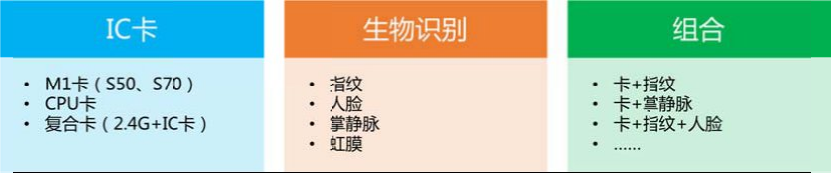 IC卡
• M1卡（S50、S70）
• CPU卡
• 复合卡（2.4G+IC卡）
生物识别
• 指纹
• 人脸
• 掌静脉
• 虹膜
组合
• 卡+指纹
• 卡+掌静脉
• 卡+指纹+人脸
• ......